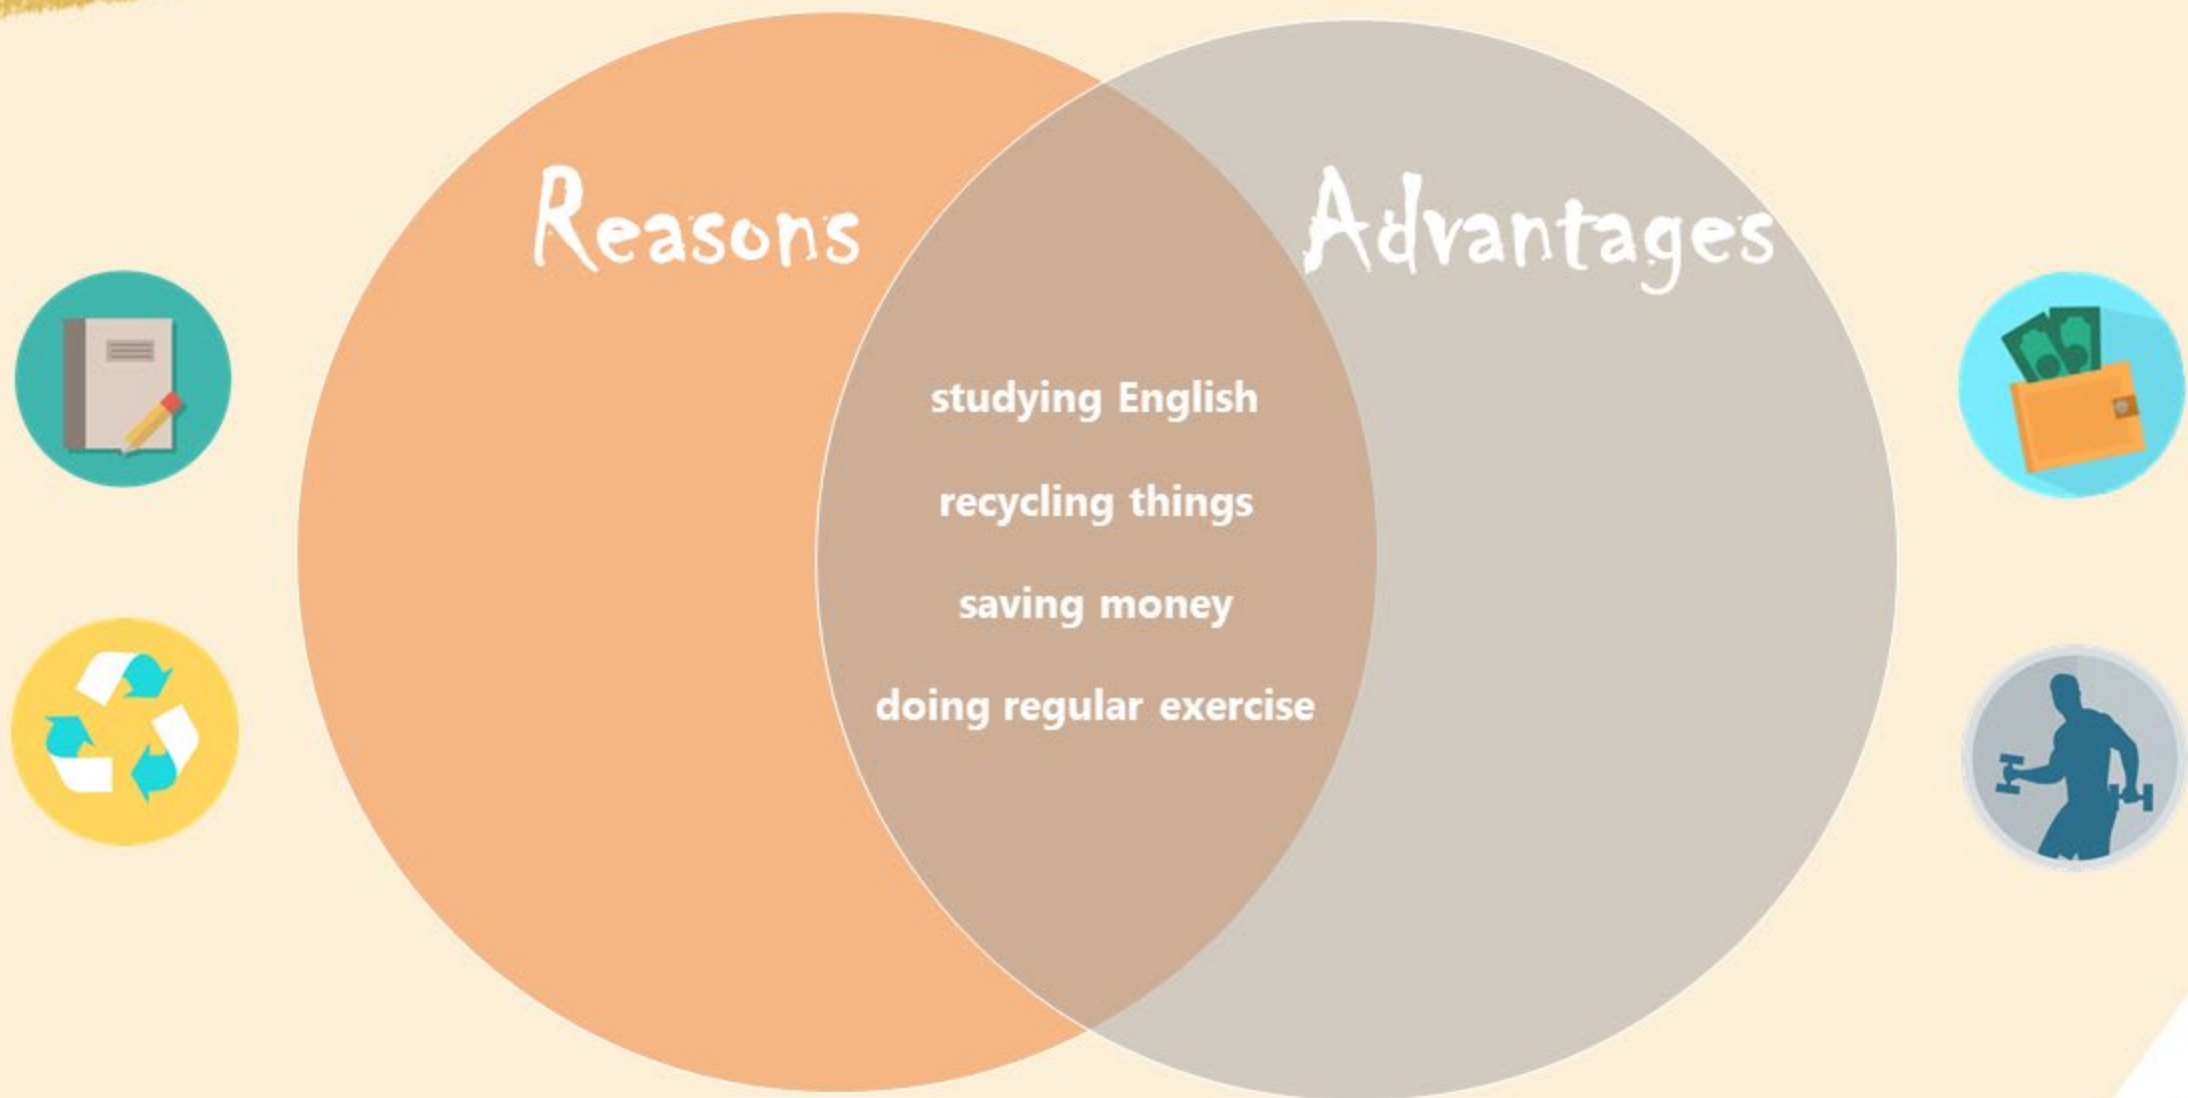 Reasons
Advantages
studying English
recycling things
saving money
doing regular exercise